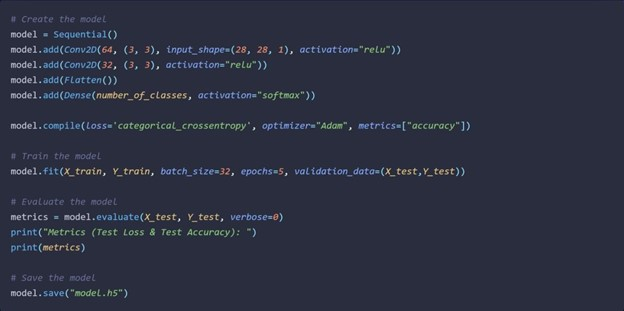 # Create the model
model = Sequential()
model.add(Conv2D(64, (3, 3), input_shape=(28, 28, 1), activation="relu"))
model.add(Conv2D(32, (3, 3), activation="relu"))
model.add(Flatten())
model.add(Dense(number_of_classes, activation="softmax"))
model.compile(loss='categorical_crossentropy', optimizer="Adam", metrics=["accuracy"])
# Train the model
model.fit(X_train, Y_train, batch_size=32, epochs=5, validation_data=(X_test,Y_test))
# Evaluate the model
metrics = model.evaluate(X_test, Y_test, verbose=0)
print("Metrics (Test Loss & Test Accuracy): ")
print(metrics)
# Save the model
model.save("model.h5")